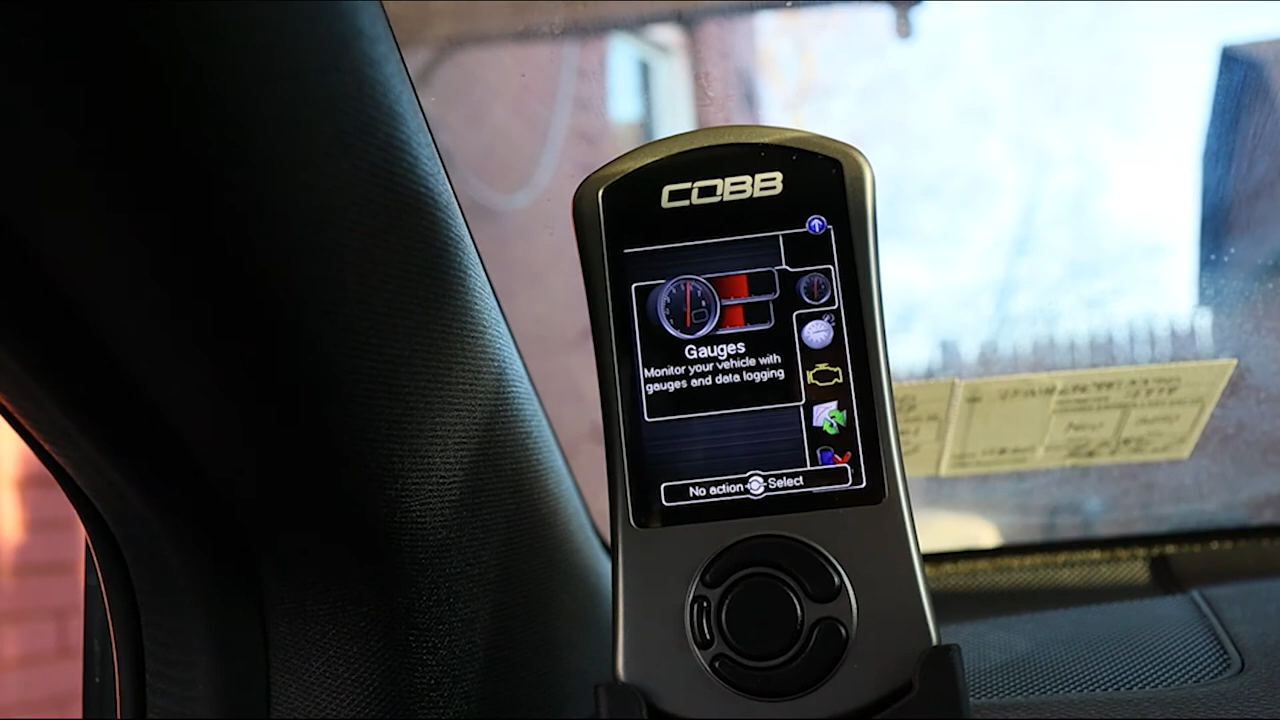 COBB
Gauges
Monitor your vehicle with
gauges and data logging
No action Select